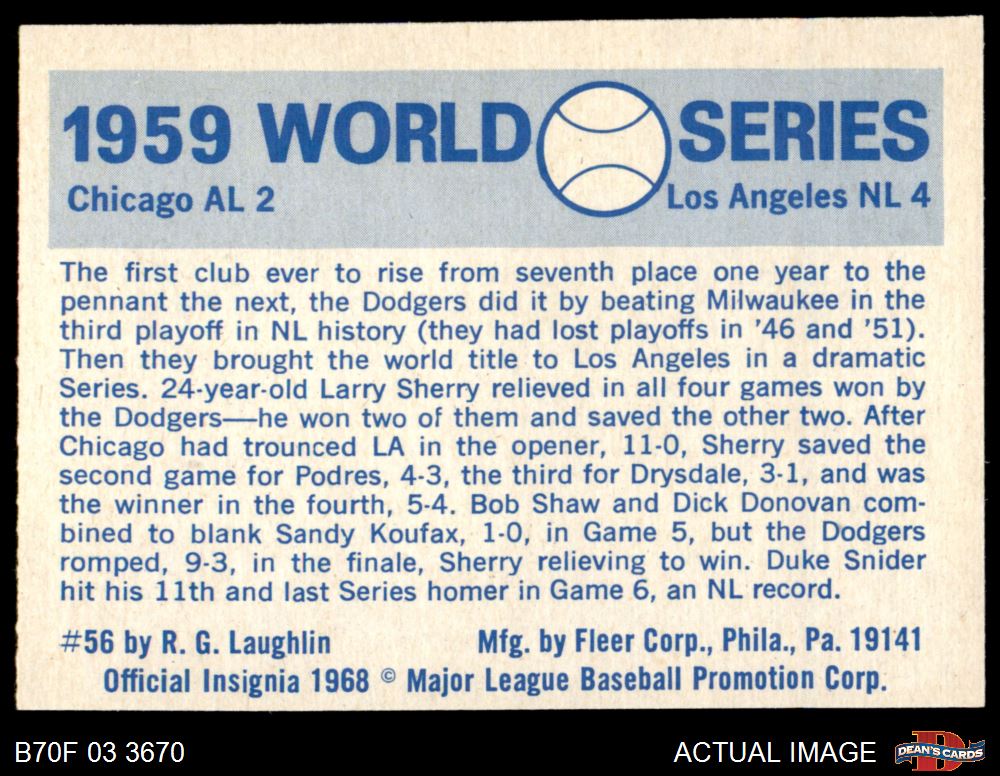 1959 WORLD SERIES
Chicago AL 2
Los Angeles NL 4
The first club ever to rise from seventh place one year to the
pennant the next, the Dodgers did it by beating Milwaukee in the
third playoff in NL history (they had lost playoffs in '46 and '51).
Then they brought the world title to Los Angeles in a dramatic
Series. 24-year-old Larry Sherry relieved in all four games won by
the Dodgers—he won two of them and saved the other two. After
Chicago had trounced LA in the opener, 11-0, Sherry saved the
second game for Podres, 4-3, the third for Drysdale, 3-1, and was
the winner in the fourth, 5-4. Bob Shaw and Dick Donovan com-
bined to blank Sandy Koufax, 1-0, in Game 5, but the Dodgers
romped, 9-3, in the finale, Sherry relieving to win. Duke Snider
hit his 11th and last Series homer in Game 6, an NL record.
#56 by R. G. Laughlin
Mfg. by Fleer Corp., Phila., Pa. 19141
Official Insignia 1968 © Major League Baseball Promotion Corp.
B70F 03 3670
ACTUAL IMAGE
D
DEAN'S CARDS